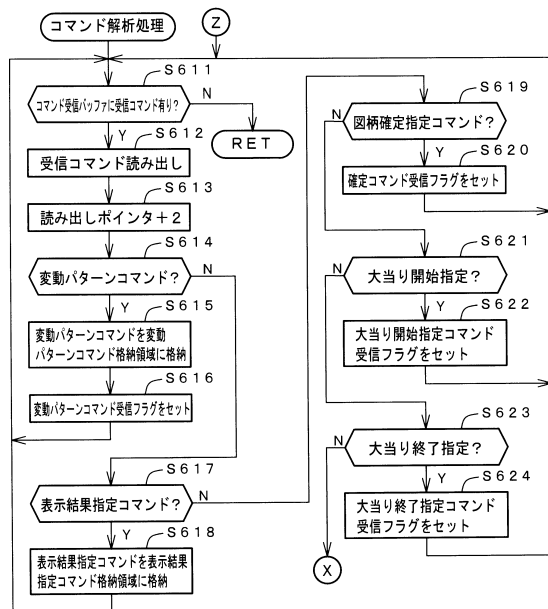 コマンド解析処理
Z
S611
コマンド受信バッファに受信コマンド有り?
N
RET
Y
S612
受信コマンド読み出し
S613
読み出しポインタ+2
S614
変動パターンコマンド?
N
Y
S615
変動パターンコマンドを変動
パターンコマンド格納領域に格納
S616
変動パターンコマンド受信フラグをセット
S617
表示結果指定コマンド?
N
Y
S618
表示結果指定コマンドを表示結果
指定コマンド格納領域に格納
S619
図柄確定指定コマンド?
N
Y
S620
確定コマンド受信フラグをセット
S621
大当り開始指定?
N
Y
S622
大当り開始指定コマンド
受信フラグをセット
S623
大当り終了指定?
N
Y
S624
大当り終了指定コマンド
受信フラグをセット
X